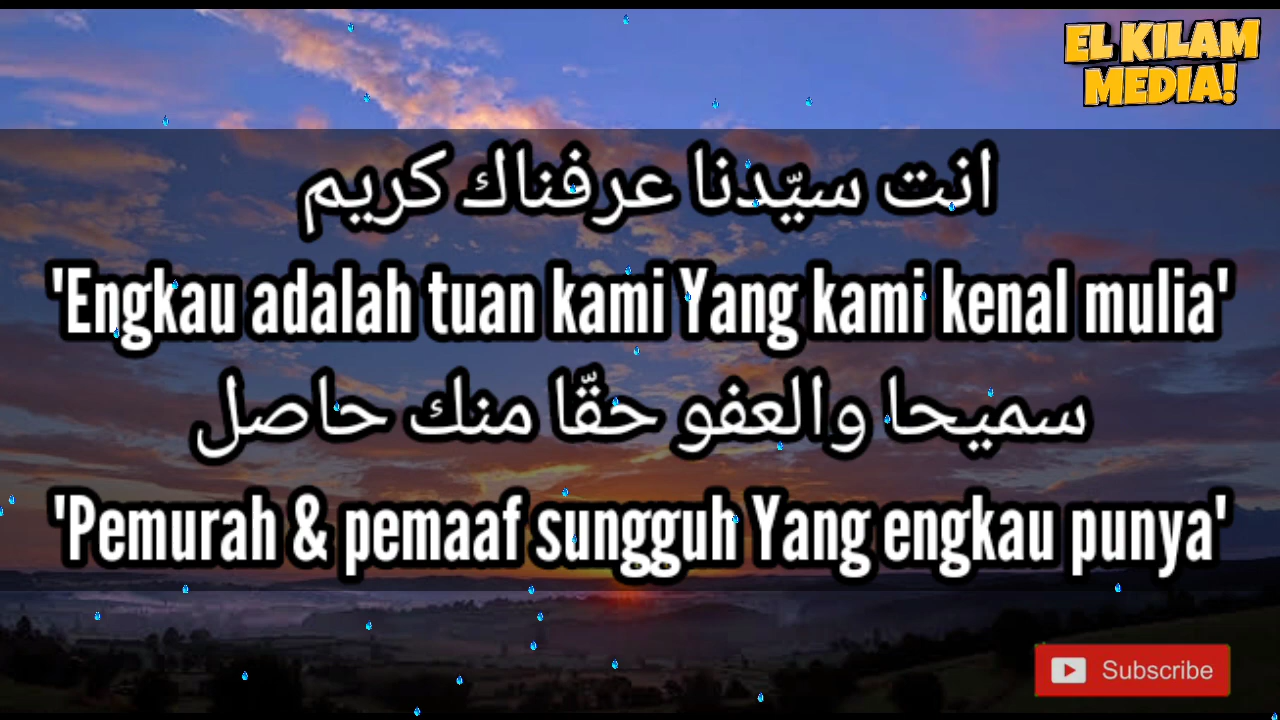 EL KILAM
MEDIA!
انت سيّدنا عرفناك كريم
'Engkau adalah tuan kami Yang kami kenal mulia'
سميحا والعفو حقّا منك حاصل
'Pemurah & pemaaf sungguh Yang engkau punya'
Subscribe